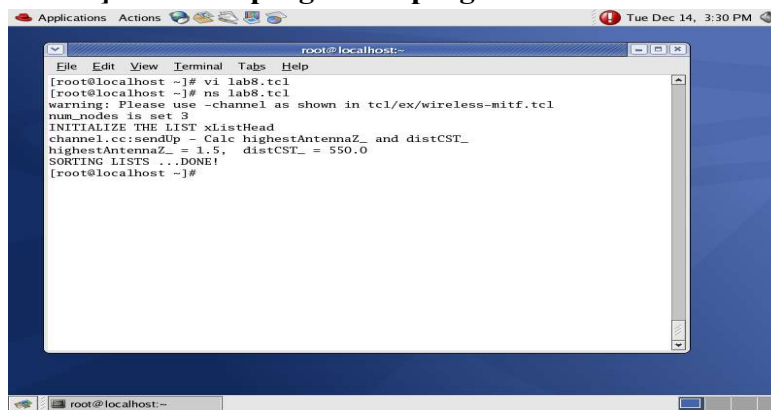 Applications Actions
Tue Dec 14, 3:30 PM
root@localhost:~
File Edit View Terminal Tabs Help
[root@localhost ~]# vi lab8.tcl
[root@localhost ~]# ns lab8.tcl
warning: Please use -channel as shown in tcl/ex/wireless-mitf.tcl
num_nodes is set 3
INITIALIZE THE LIST xListHead
channel.cc:sendUp - Calc highestAntennaZ_ and distCST_
highestAntennaZ_ = 1.5, distCST_ = 550.0
SORTING LISTS ...DONE!
[root@localhost ~]#
root@localhost:~